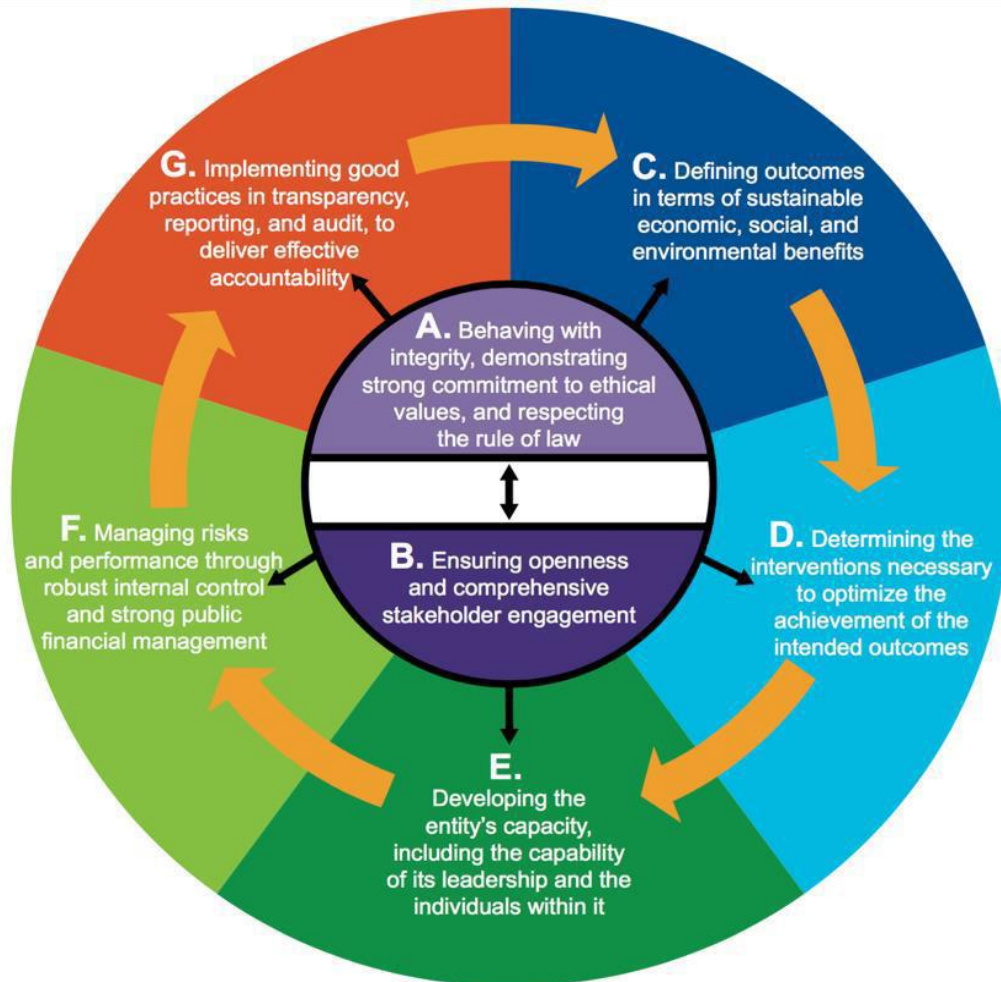 G. Implementing good
practices in transparency,
reporting, and audit, to
deliver effective
accountability
C. Defining outcomes
in terms of sustainable
economic, social, and
environmental benefits
A. Behaving with
integrity, demonstrating
strong commitment to ethical
values, and respecting
the rule of law
F. Managing risks
and performance through
robust internal control
and strong public
financial management
B. Ensuring openness
and comprehensive
stakeholder engagement
D. Determining the
interventions necessary
to optimize the
achievement of the
intended outcomes
E.
Developing the
entity's capacity,
including the capability
of its leadership and the
individuals within it